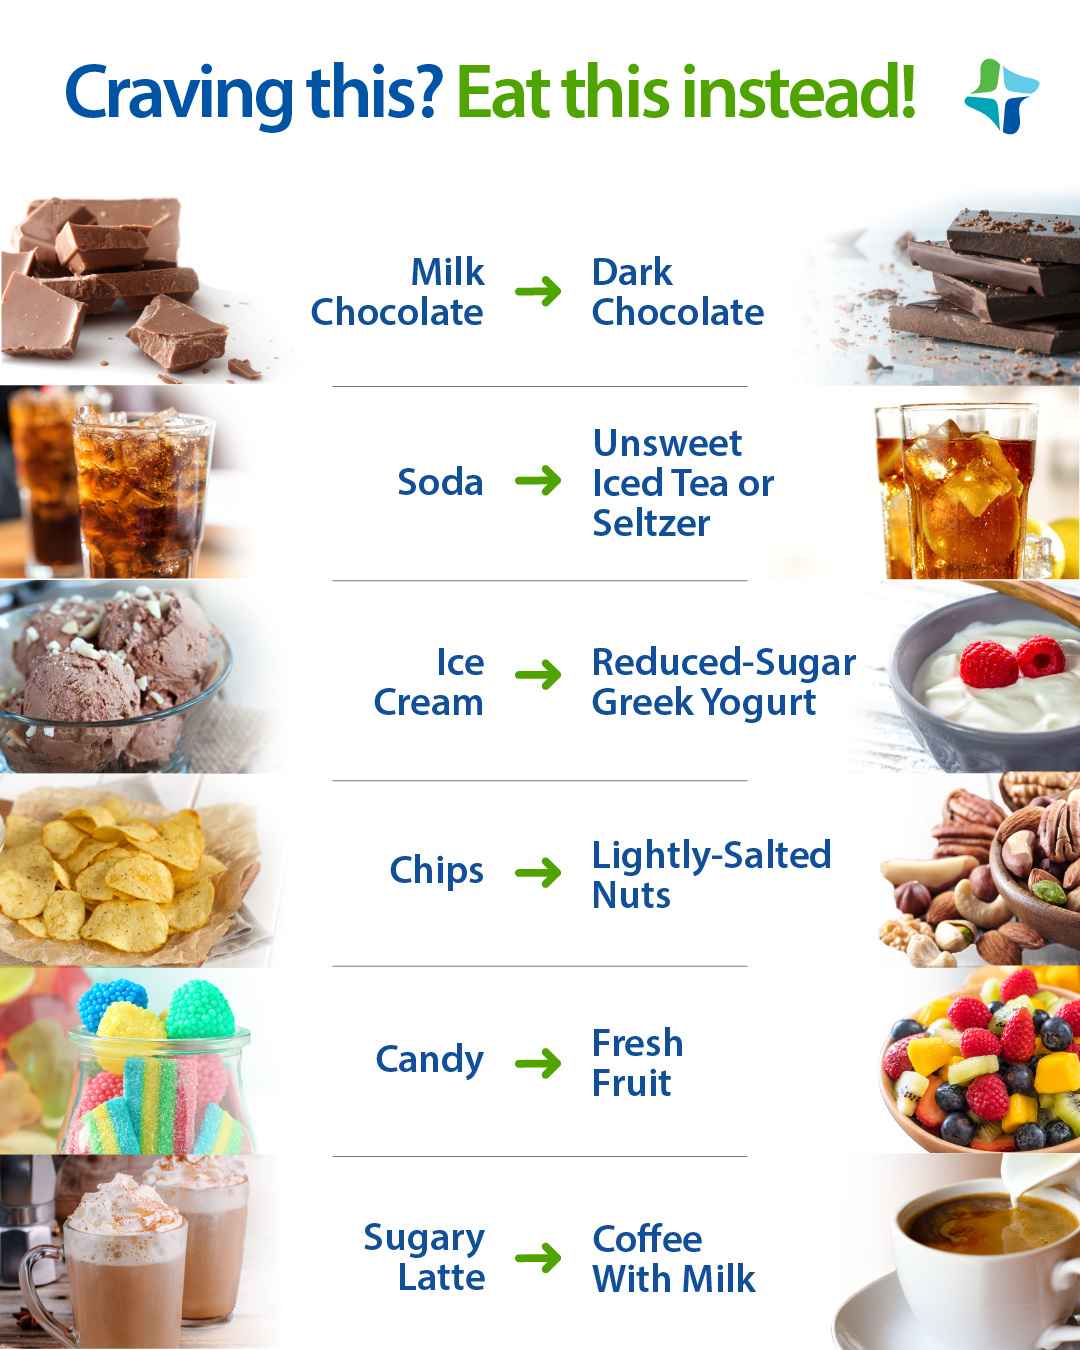 Craving this? Eat this instead!
Milk
Chocolate
Dark
Chocolate
Soda
Unsweet
Iced Tea or
Seltzer
Ice
Cream
Reduced-Sugar
Greek Yogurt
Chips
Lightly-Salted
Nuts
Candy
Fresh
Fruit
Sugary
Latte
Coffee
With Milk